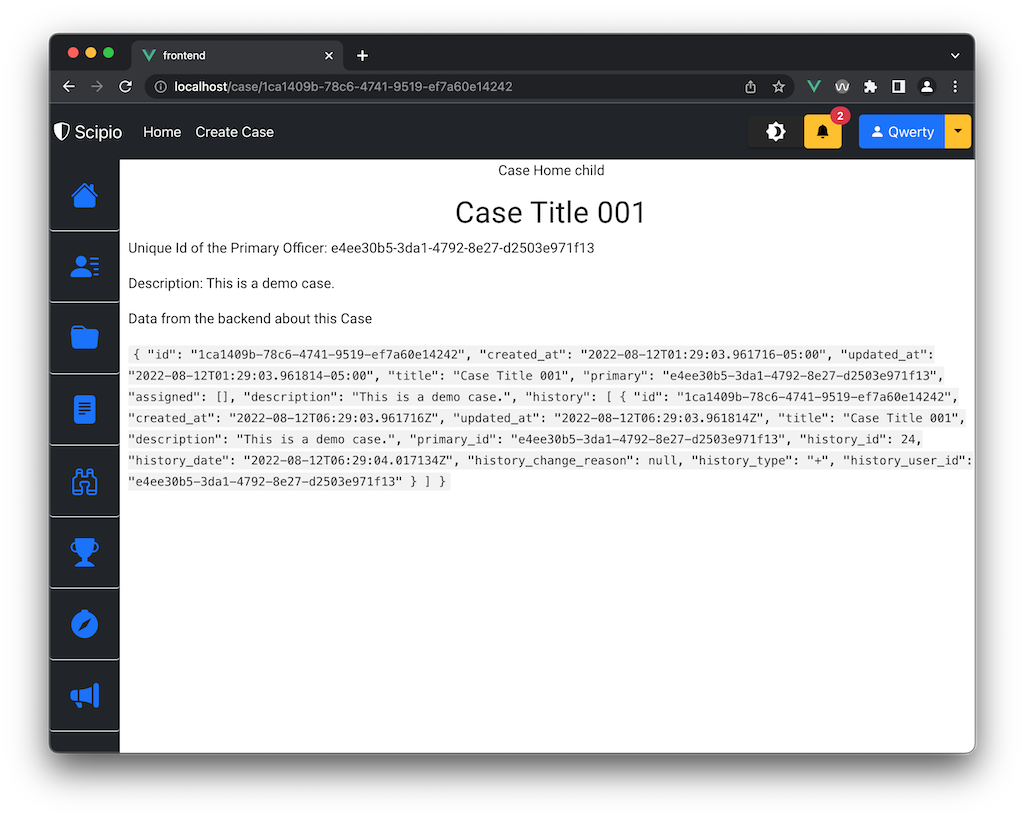 frontend
localhost/case/1ca1409b-78c6-4741-9519-ef7a60e14242
Scipio Home Create Case 2 Qwerty
Case Home child
Case Title 001
Unique Id of the Primary Officer: e4ee30b5-3da1-4792-8e27-d2503e971f13
Description: This is a demo case.
Data from the backend about this Case
{ "id": "1ca1409b-78c6-4741-9519-ef7a60e14242", "created_at": "2022-08-12T01:29:03.961716-05:00", "updated_at":
"2022-08-12T01:29:03.961814-05:00", "title": "Case Title 001", "primary": "e4ee30b5-3da1-4792-8e27-d2503e971f13",
"assigned": [], "description": "This is a demo case.", "history": [ { "id": "1ca1409b-78c6-4741-9519-ef7a60e14242",
"created_at": "2022-08-12T06:29:03.961716Z", "updated_at": "2022-08-12T06:29:03.961814Z", "title": "Case Title 001",
"description": "This is a demo case.", "primary_id": "e4ee30b5-3da1-4792-8e27-d2503e971f13", "history_id": 24,
"history_date": "2022-08-12T06:29:04.017134Z", "history_change_reason": null, "history_type": "+", "history_user_id":
"e4ee30b5-3da1-4792-8e27-d2503e971f13" } ] }